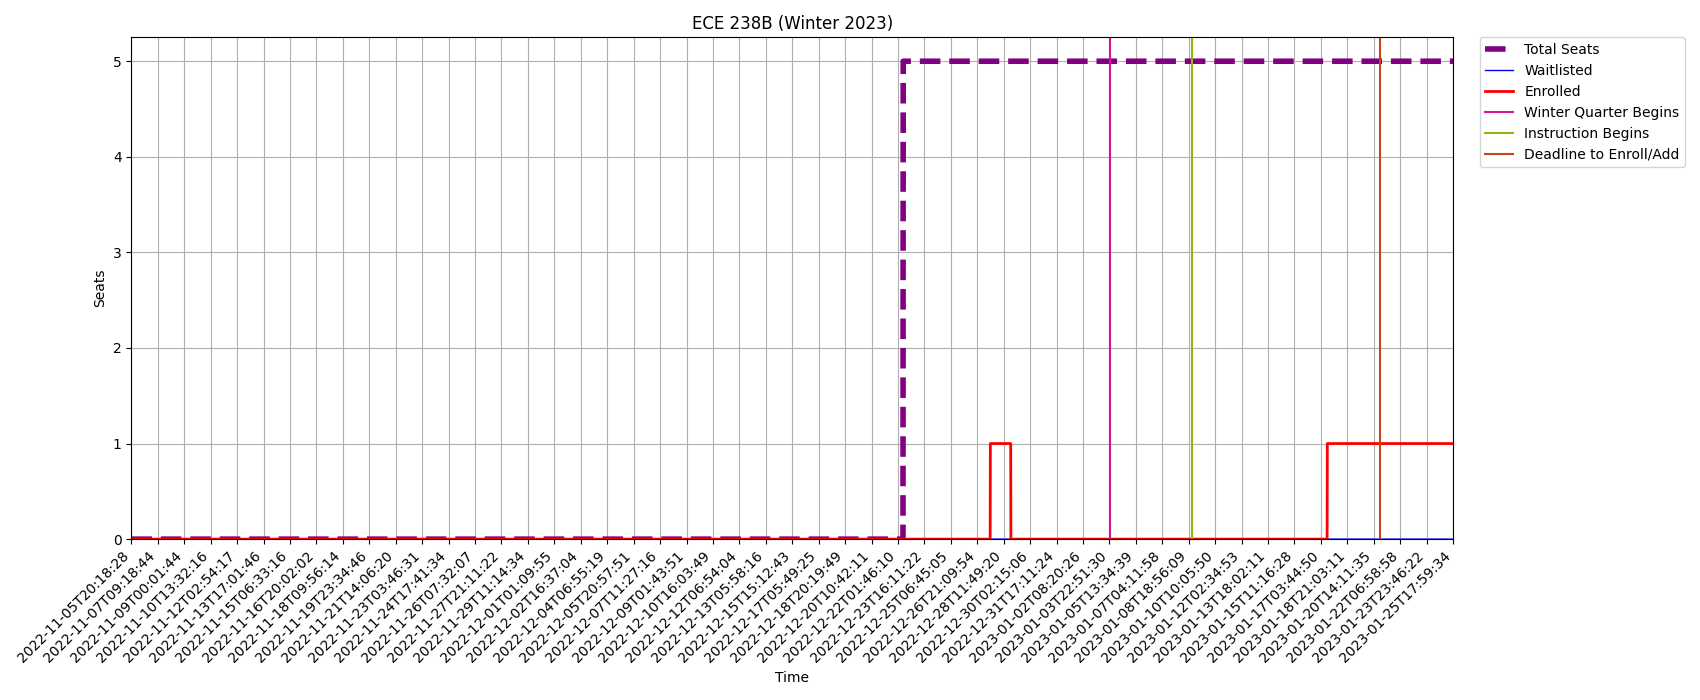 ECE 238B (Winter 2023)
Total Seats
Waitlisted
Enrolled
Winter Quarter Begins
Instruction Begins
Deadline to Enroll/Add
Seats
5
4
3
2
1
0
2022-11-05T20:18:28
2022-11-07T09:18:44
2022-11-09T00:01:44
2022-11-10T13:32:16
2022-11-12T02:54:17
2022-11-13T17:01:46
2022-11-15T06:33:16
2022-11-16T20:02:02
2022-11-18T09:56:14
2022-11-19T23:34:46
2022-11-21T14:06:20
2022-11-23T03:46:31
2022-11-24T17:41:34
2022-11-26T07:32:07
2022-11-27T21:11:22
2022-11-29T11:14:34
2022-12-01T01:09:55
2022-12-02T16:37:04
2022-12-04T06:55:19
2022-12-05T20:57:51
2022-12-07T11:27:16
2022-12-09T01:43:51
2022-12-10T16:03:49
2022-12-12T06:54:04
2022-12-13T05:58:16
2022-12-15T15:12:43
2022-12-17T05:49:25
2022-12-18T20:19:49
2022-12-20T10:42:11
2022-12-22T01:46:10
2022-12-23T16:11:22
2022-12-25T06:45:05
2022-12-26T21:09:54
2022-12-28T11:49:20
2022-12-30T02:15:06
2022-12-31T17:11:24
2023-01-02T08:20:26
2023-01-03T22:51:30
2023-01-05T13:34:39
2023-01-07T04:11:58
2023-01-08T18:56:09
2023-01-10T10:05:50
2023-01-12T02:34:53
2023-01-13T18:02:11
2023-01-15T11:16:28
2023-01-17T03:44:50
2023-01-18T21:03:11
2023-01-20T14:11:35
2023-01-22T06:58:58
2023-01-23T23:46:22
2023-01-25T17:59:34
Time